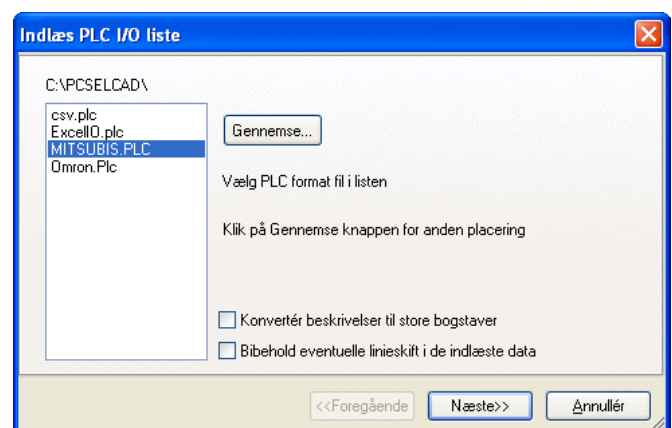 Indlæs PLC I/O liste
C:\PCSELCAD\
csv.plc
ExcelIO.plc
MITSUBIS.PLC
Omron.Plc
Gennemse...
Vælg PLC format fil i listen
Klik på Gennemse knappen for anden placering
Konvertér beskrivelser til store bogstaver
Bibehold eventuelle linieskift i de indlæste data
<<Foregående
Næste>>
Annullér